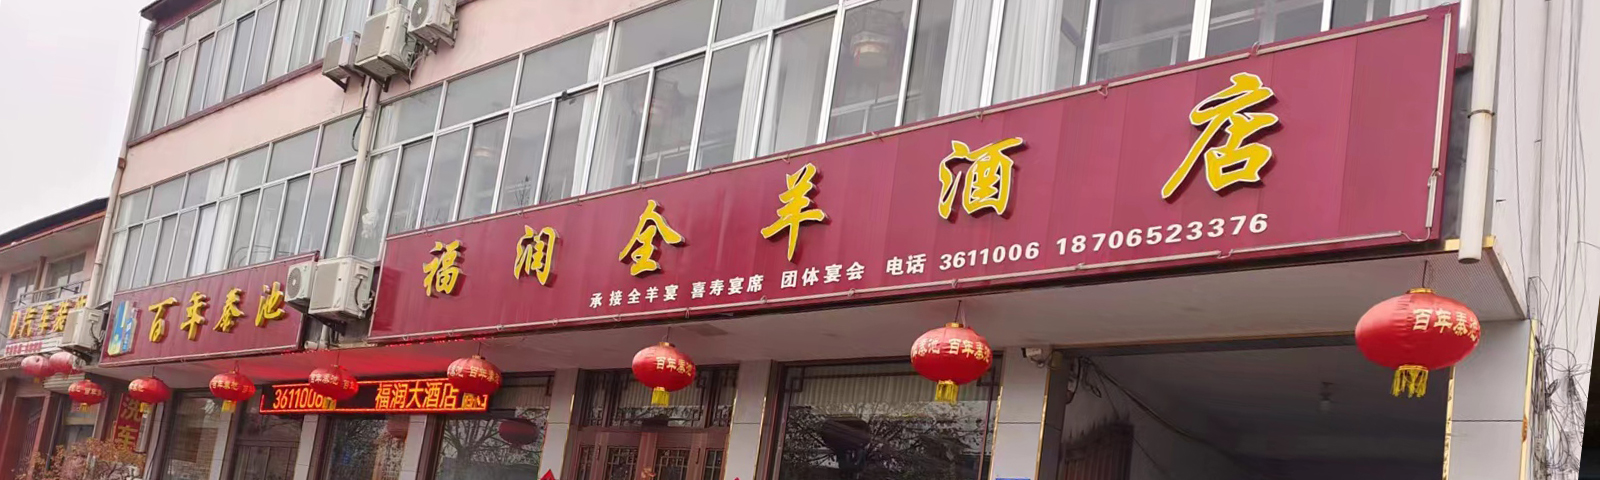 福润全羊酒店
承接全羊宴 喜寿宴席 团体宴会 电话 3611006 18706523376
百年泰池
3611006 福润大酒店
百年泰池
百年泰池
百年泰池
洗车